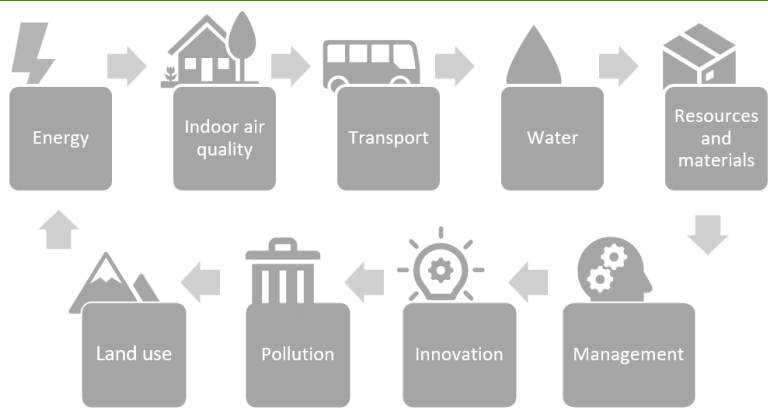 Energy
Indoor air
quality
Transport
Water
Resources
and
materials
Land use
Pollution
Innovation
Management